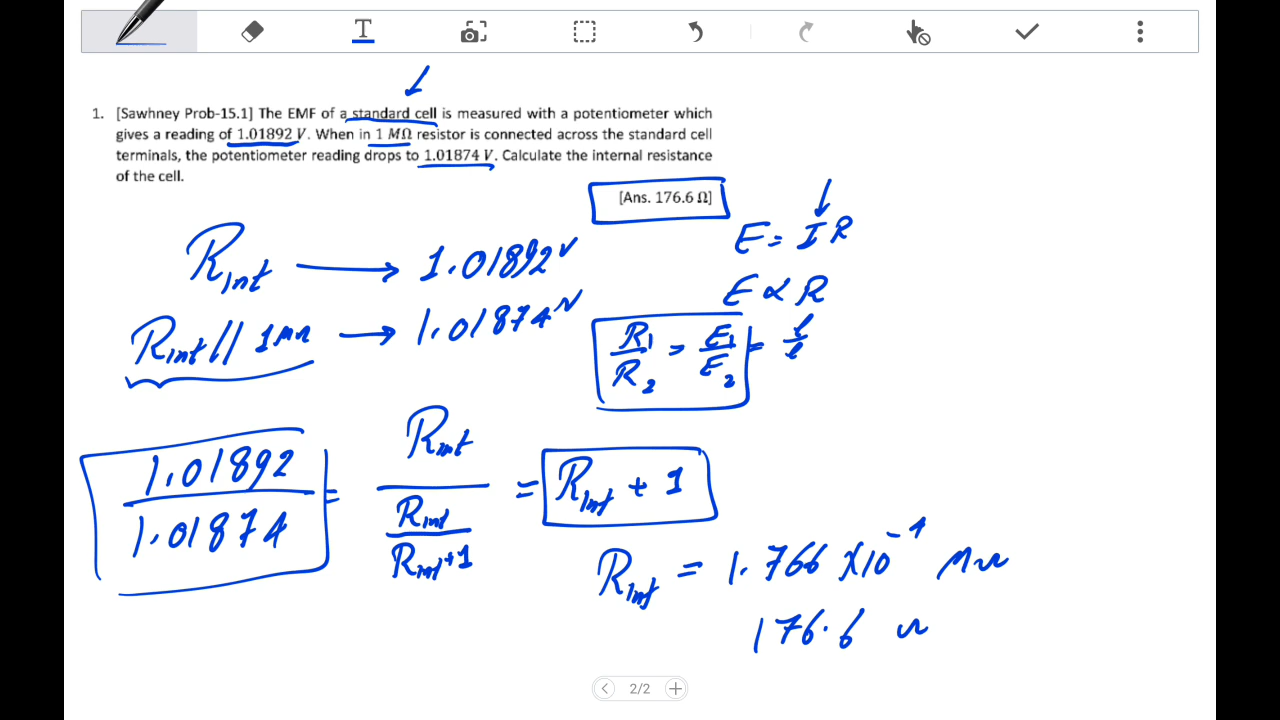 T
1. [Sawhney Prob-15.1] The EMF of a standard cell is measured with a potentiometer which
gives a reading of 1.01892 V. When in 1 MΩ resistor is connected across the standard cell
terminals, the potentiometer reading drops to 1.01874 V. Calculate the internal resistance
of the cell.
[Ans. 176.6 Ω]
E = I R
Rint → 1.01892 V
E ∝ R
Rint // 1 MΩ → 1.01874 V
R1/R2 = E1/E2 = l/l
1.01892/1.01874 = Rint/(Rint/(Rint+1)) = Rint + 1
Rint = 1.766 × 10^-4 MΩ
176.6 Ω
2/2